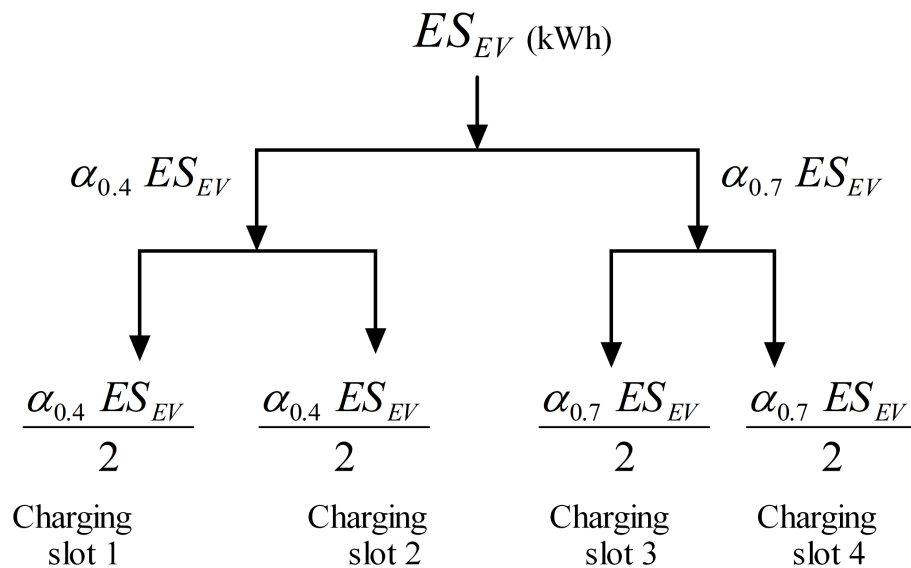 ES_EV (kWh)
α_0.4 ES_EV α_0.7 ES_EV
α_0.4 ES_EV α_0.4 ES_EV α_0.7 ES_EV α_0.7 ES_EV
2 2 2 2
Charging Charging Charging Charging
slot 1 slot 2 slot 3 slot 4